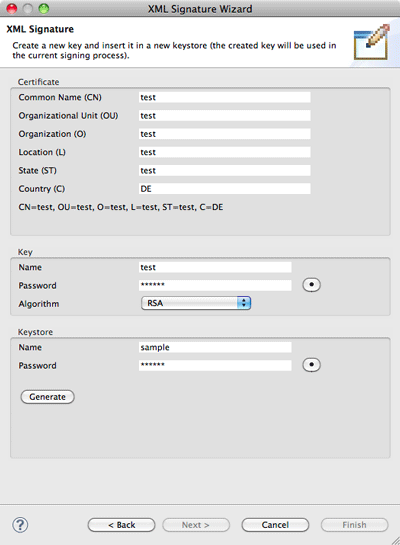 XML Signature Wizard
XML Signature
Create a new key and insert it in a new keystore (the created key will be used in
the current signing process).
Certificate
Common Name (CN) test
Organizational Unit (OU) test
Organization (O) test
Location (L) test
State (ST) test
Country (C) DE
CN=test, OU=test, O=test, L=test, ST=test, C=DE
Key
Name test
Password ******
Algorithm RSA
Keystore
Name sample
Password ******
Generate
? < Back Next > Cancel Finish